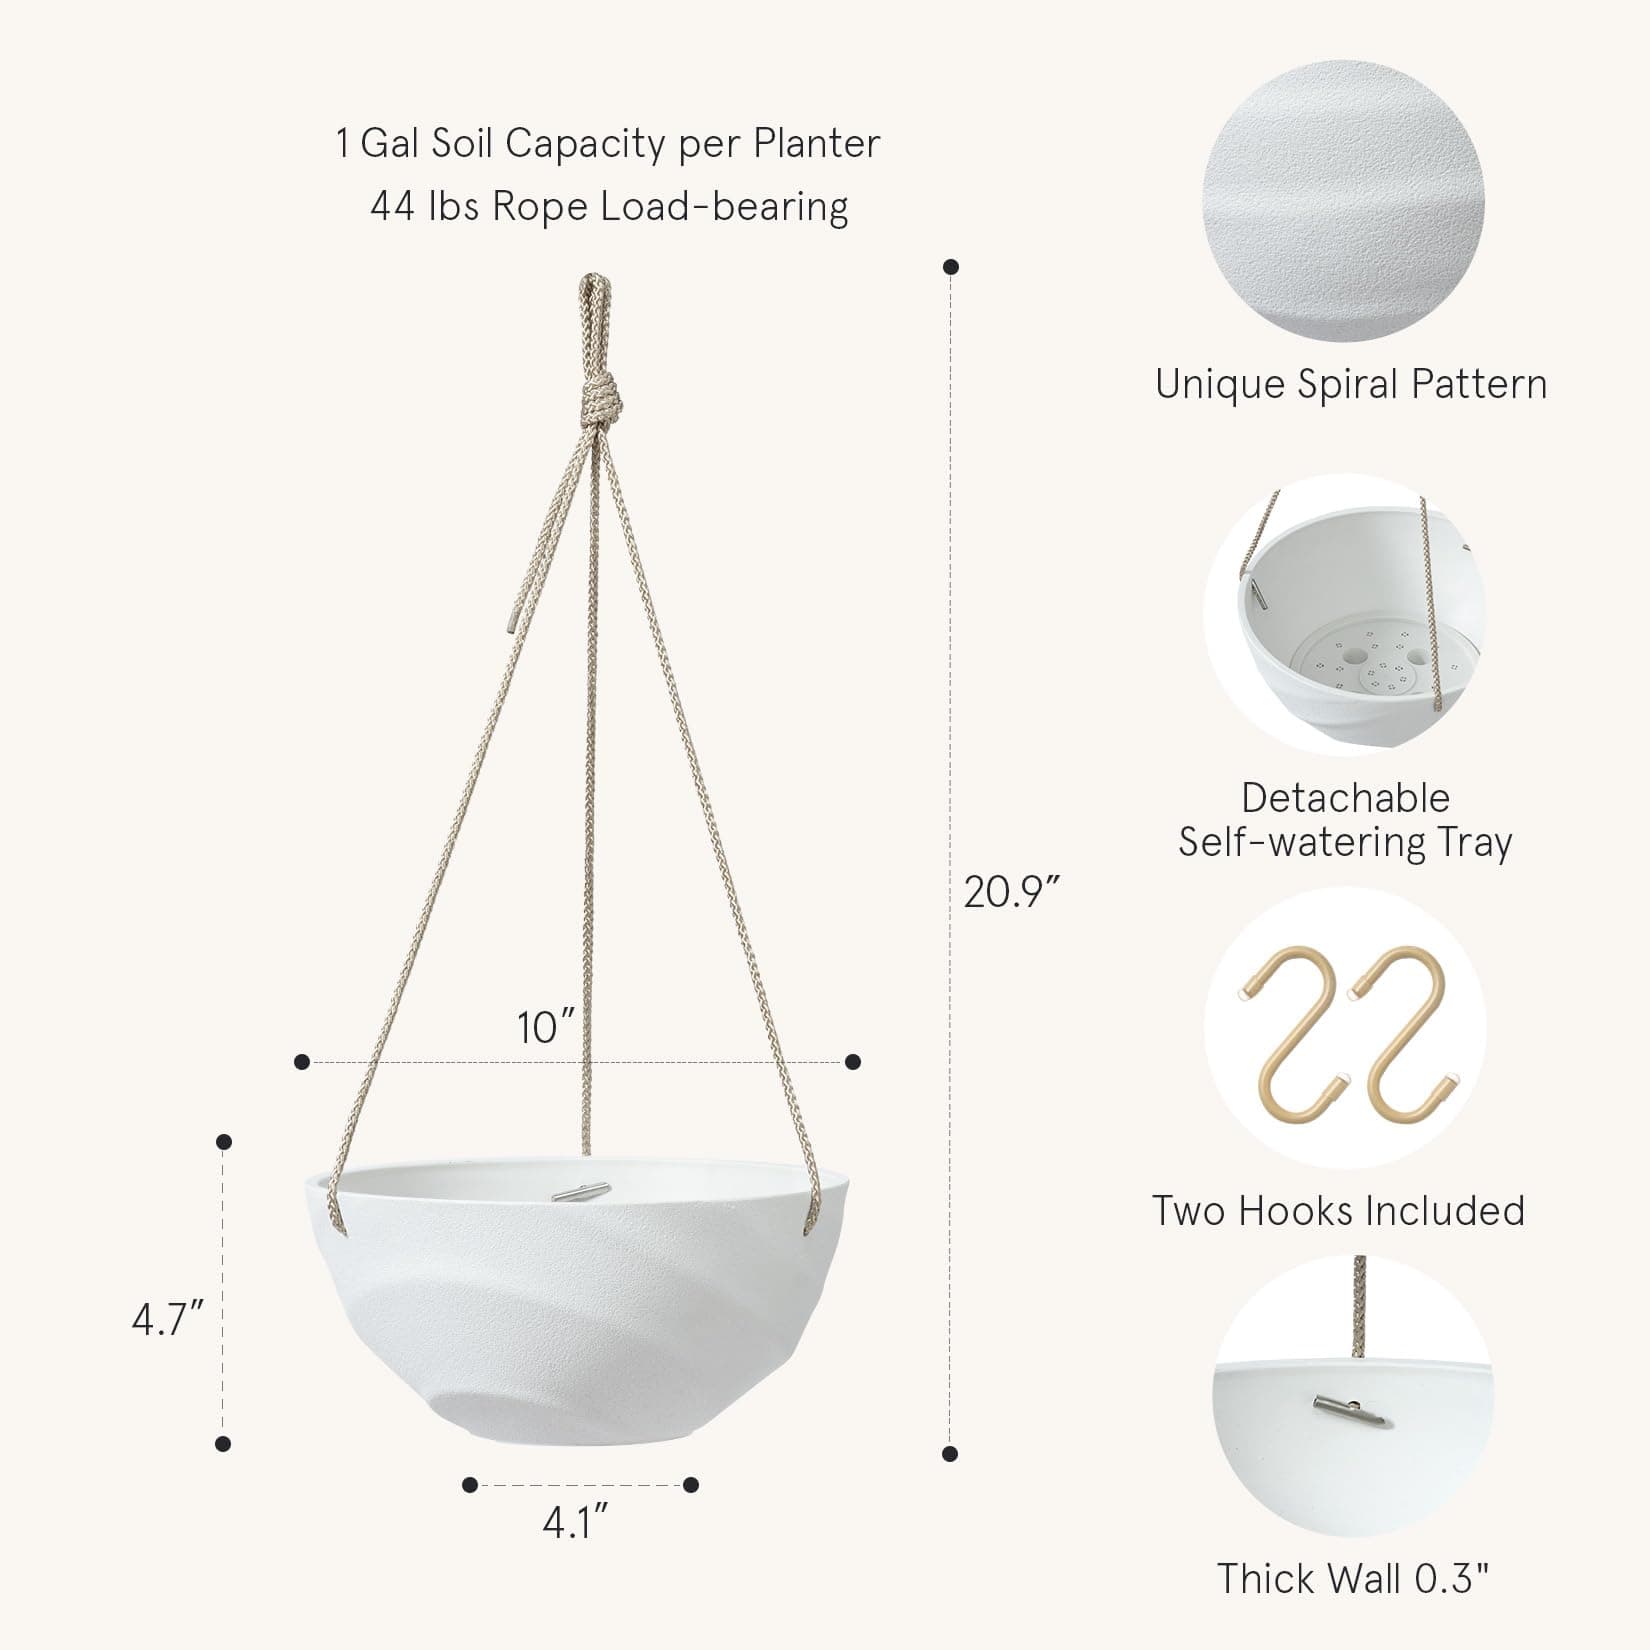 1 Gal Soil Capacity per Planter
44 lbs Rope Load-bearing
Unique Spiral Pattern
Detachable
Self-watering Tray
20.9”
10”
Two Hooks Included
4.7”
4.1”
Thick Wall 0.3"